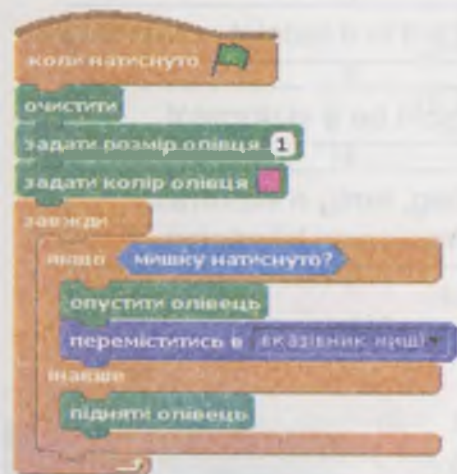 коли натиснуто
очистити
задати розмір олівця 1
задати колір олівця
завжди
якщо мишку натиснуто?
опустити олівець
переміститись в вказівник миші
інакше
підняти олівець